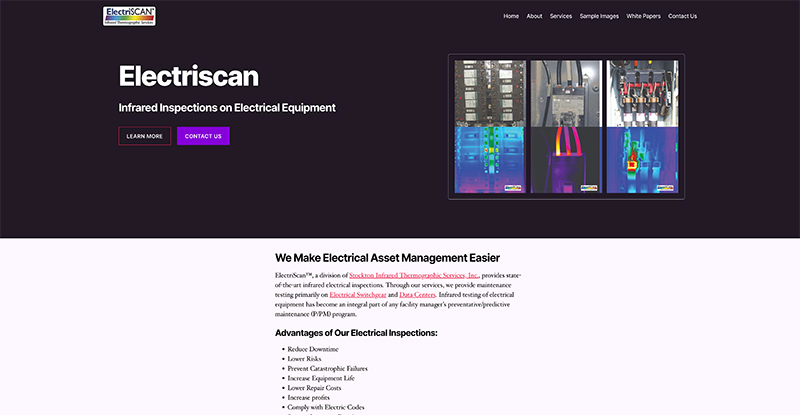 ElectriSCAN™
Infrared Thermographic Services
Home About Services Sample Images White Papers Contact Us
Electriscan
Infrared Inspections on Electrical Equipment
LEARN MORE CONTACT US
We Make Electrical Asset Management Easier
ElectriScan™, a division of Stockton Infrared Thermographic Services, Inc., provides state-
of-the-art infrared electrical inspections. Through our services, we provide maintenance
testing primarily on Electrical Switchgear and Data Centers. Infrared testing of electrical
equipment has become an integral part of any facility manager's preventative/predictive
maintenance (P/PM) program.
Advantages of Our Electrical Inspections:
• Reduce Downtime
• Lower Risks
• Prevent Catastrophic Failures
• Increase Equipment Life
• Lower Repair Costs
• Increase profits
• Comply with Electric Codes